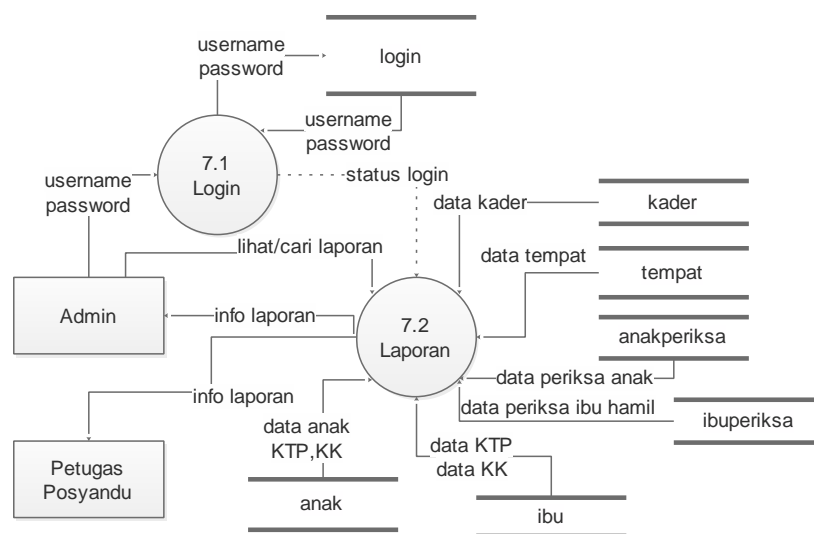 username
password
login
username
password
7.1
Login
status login
username
password
data kader
kader
lihat/cari laporan
data tempat
tempat
Admin
info laporan
7.2
Laporan
anakperiksa
data periksa anak
info laporan
data periksa ibu hamil
ibuperiksa
data anak
KTP,KK
data KTP
data KK
Petugas
Posyandu
anak
ibu